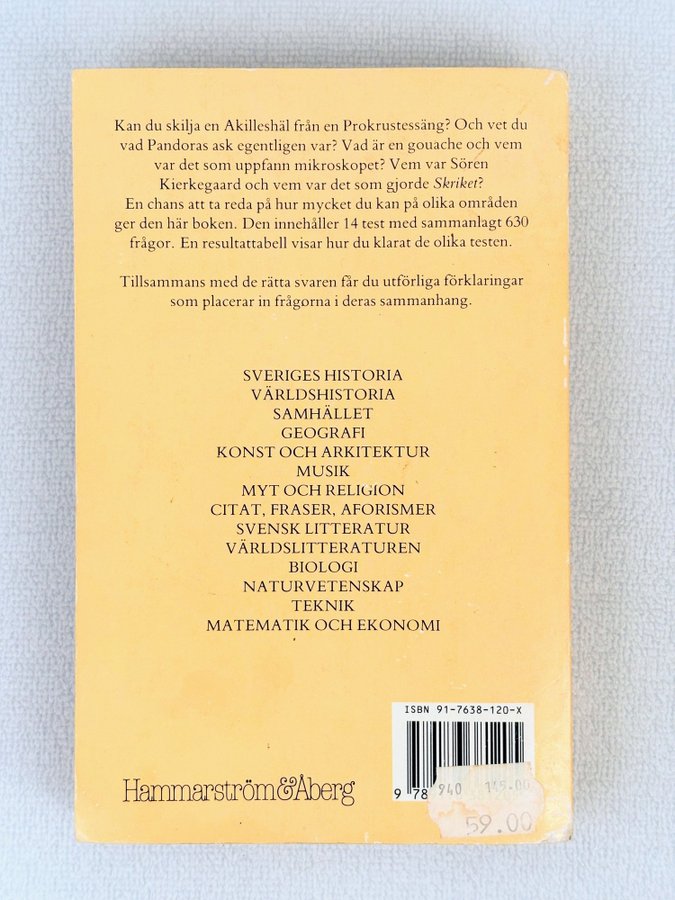 Kan du skilja en Akilleshäl från en Prokrustessäng? Och vet du
vad Pandoras ask egentligen var? Vad är en gouache och vem
var det som uppfann mikroskopet? Vem var Sören
Kierkegaard och vem var det som gjorde Skriket?
En chans att ta reda på hur mycket du kan på olika områden
ger den här boken. Den innehåller 14 test med sammanlagt 630
frågor. En resultattabell visar hur du klarat de olika testen.
Tillsammans med de rätta svaren får du utförliga förklaringar
som placerar in frågorna i deras sammanhang.
SVERIGES HISTORIA
VÄRLDSHISTORIA
SAMHÄLLET
GEOGRAFI
KONST OCH ARKITEKTUR
MUSIK
MYT OCH RELIGION
CITAT, FRASER, AFORISMER
SVENSK LITTERATUR
VÄRLDSLITTERATUREN
BIOLOGI
NATURVETENSKAP
TEKNIK
MATEMATIK OCH EKONOMI
ISBN 91-7638-120-X
Hammarström&Åberg
9 78
940 145.00
59.00